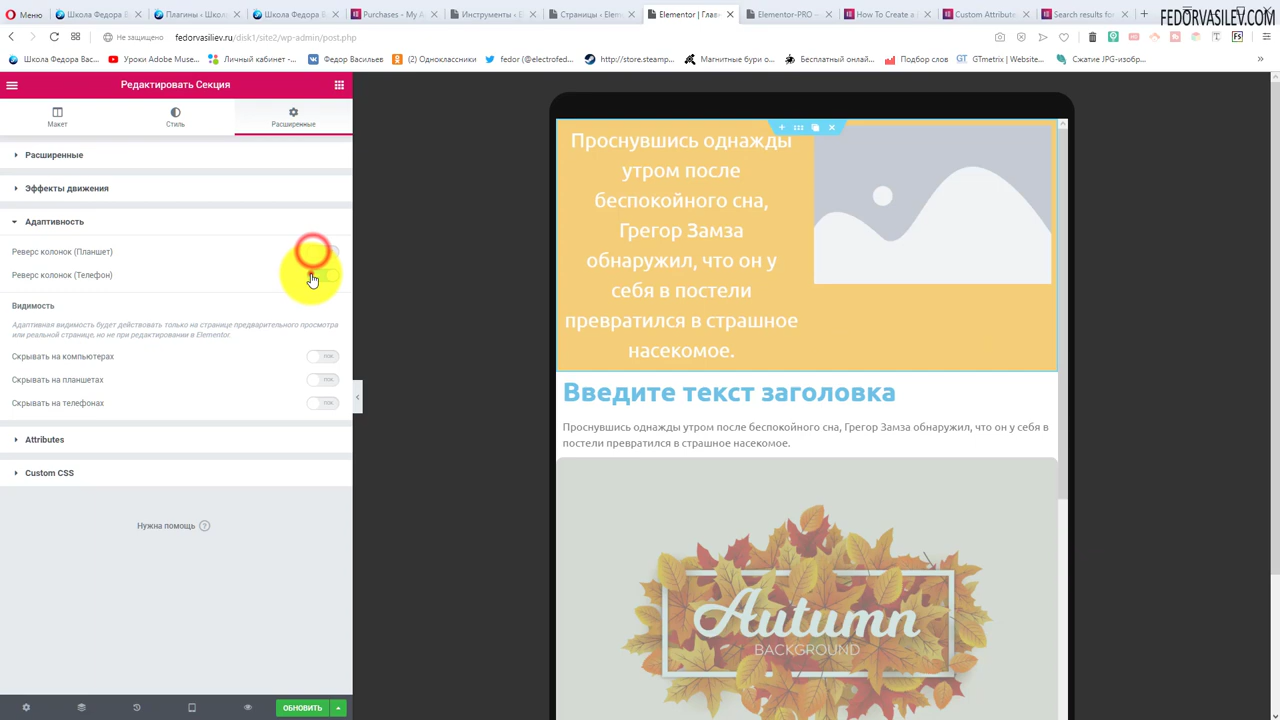 Меню
Школа Федора Ва
Плагины ‹ Школ
Школа Федора В
Purchases - My A
Инструменты ‹ E
Страницы ‹ Elem
Elementor | Глав
Elementor-PRO –
How To Create a
Custom Attribute
Search results for
FEDORVASILEV.COM
Не защищено
fedorvasiliev.ru/disk1/site2/wp-admin/post.php
Школа Федора Вас...
Уроки Adobe Muse...
Личный кабинет -...
Федор Васильев
(2) Одноклассники
fedor (@electrofed...
http://store.steamp...
Магнитные бури о...
Бесплатный онлай...
Подбор слов
GTmetrix | Website...
Сжатие JPG-изобр...
Редактировать Секция
Макет
Стиль
Расширенные
Расширенные
Эффекты движения
Адаптивность
Реверс колонок (Планшет)
Реверс колонок (Телефон)
Видимость
Адаптивная видимость будет действовать только на странице предварительного просмотра
или реальной странице, но не при редактировании в Elementor.
Скрывать на компьютерах
ПОК
Скрывать на планшетах
ПОК
Скрывать на телефонах
ПОК
Attributes
Custom CSS
Нужна помощь ?
ОБНОВИТЬ
Проснувшись однажды
утром после
беспокойного сна,
Грегор Замза
обнаружил, что он у
себя в постели
превратился в страшное
насекомое.
Введите текст заголовка
Проснувшись однажды утром после беспокойного сна, Грегор Замза обнаружил, что он у себя в
постели превратился в страшное насекомое.
Autumn
BACKGROUND